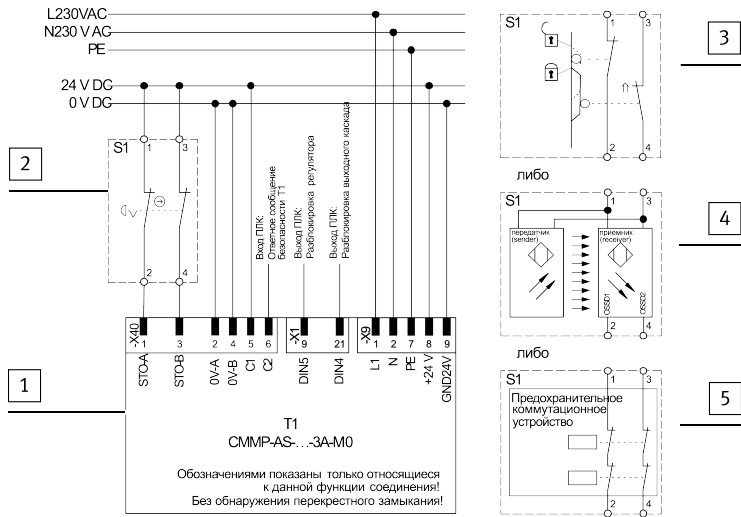 L230VAC
N230 V AC
PE
24 V DC
0 V DC
2
S1
1
3
2
4
Вход ПЛК:
Ответное сообщение
безопасности T1
Выход ПЛК:
Разблокировка регулятора
Выход ПЛК:
Разблокировка выходного каскада
-X40
1
3
2
4
5
6
STO-A
STO-B
0V-A
0V-B
C1
C2
-X1
9
21
DIN5
DIN4
-X9
1
2
7
8
9
L1
N
PE
+24 V
GND24V
1
T1
CMMP-AS-…-3A-M0
Обозначениями показаны только относящиеся
к данной функции соединения!
Без обнаружения перекрестного замыкания!
S1
1
3
2
4
3
либо
S1
1
3
передатчик
(sender)
приемник
(receiver)
OSSD1
OSSD2
2
4
4
либо
S1
1
3
Предохранительное
коммутационное
устройство
2
4
5